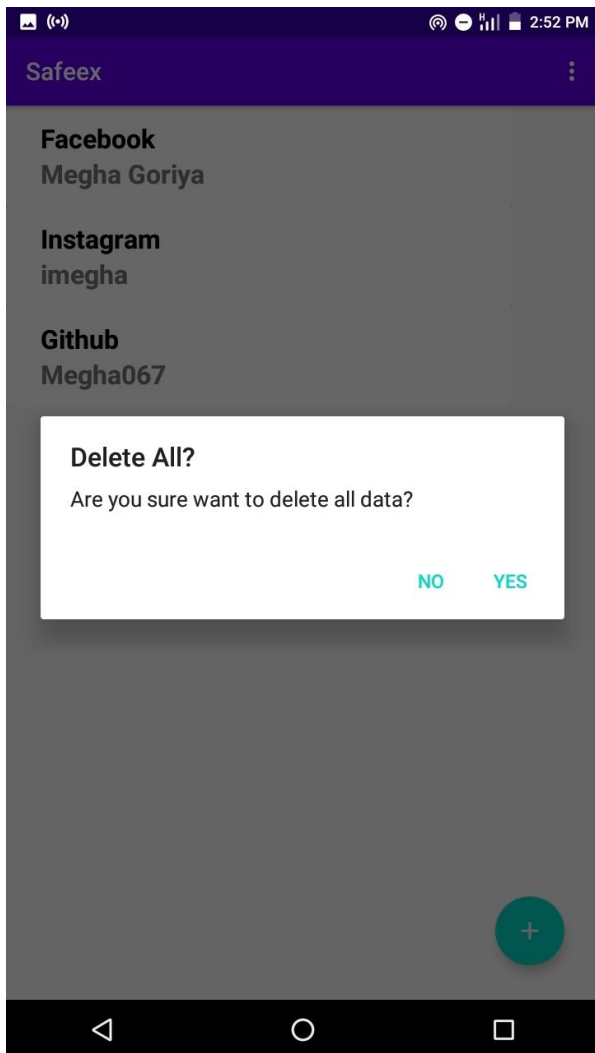 2:52 PM
Safeex
Facebook
Megha Goriya
Instagram
imegha
Github
Megha067
Delete All?
Are you sure want to delete all data?
NO YES